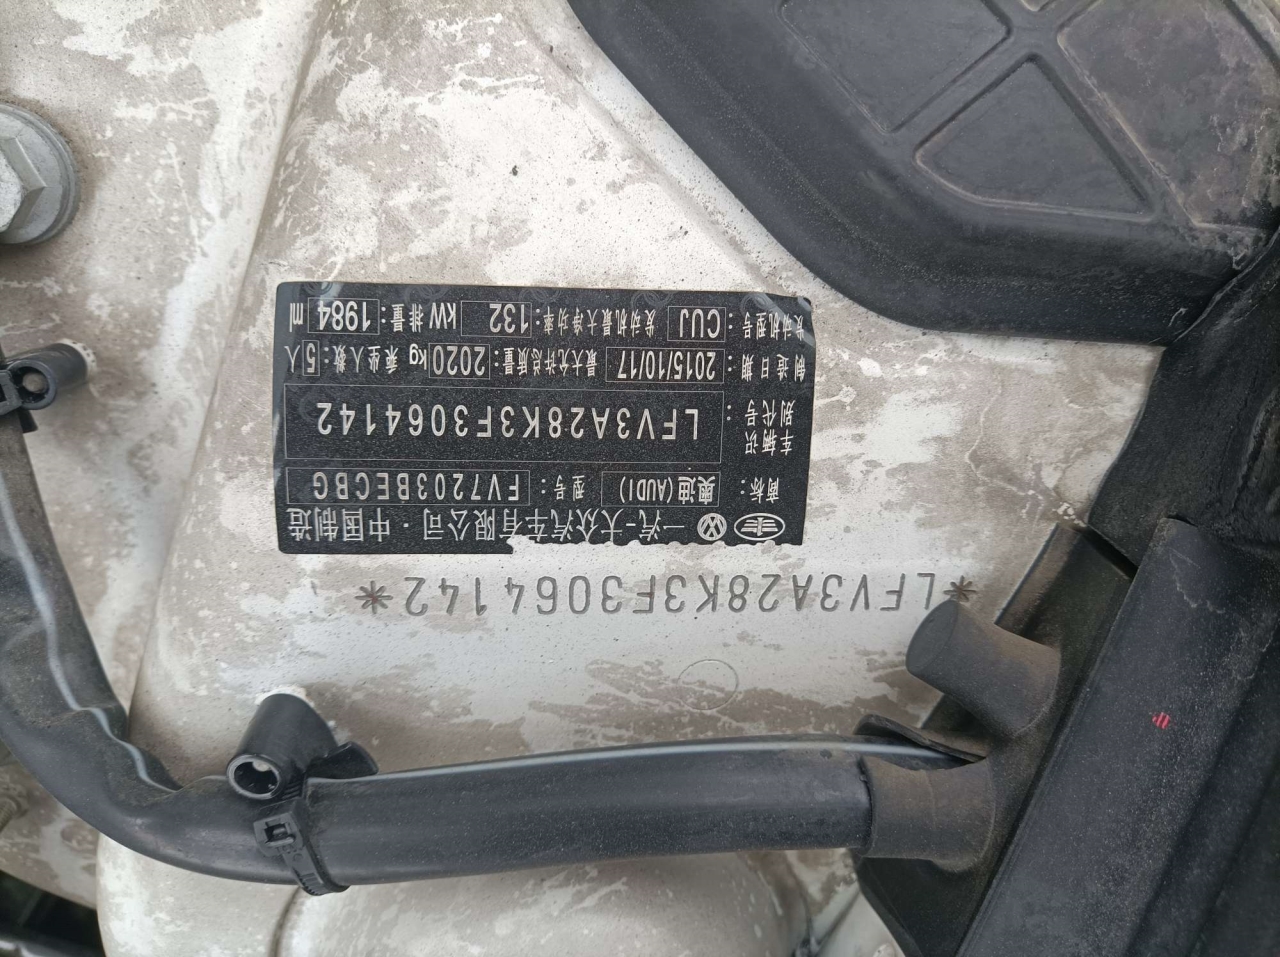 一汽-大众汽车有限公司·中国制造
商标：奥迪(AUDI) 型号：FV7203BECBG
车辆识别代号：LFV3A28K3F3064142
制造日期：2015/10/17 最大允许总质量：2020kg 乘坐人数：5人
发动机型号：CUJ 发动机最大净功率：132 kW 排量：1984 ml
*LFV3A28K3F3064142*